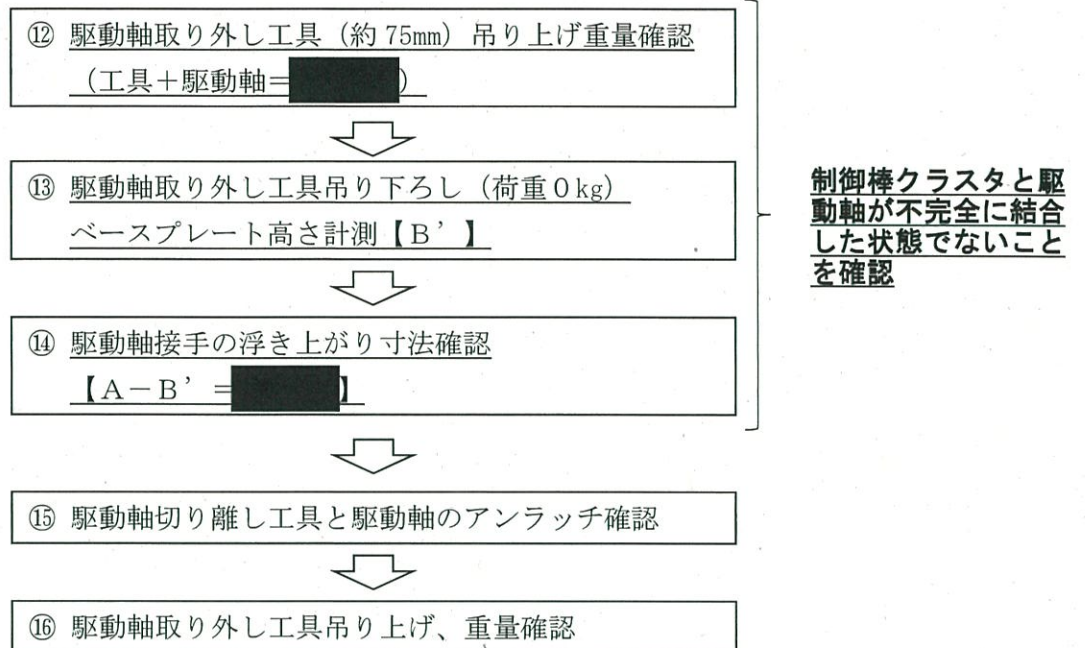 ⑫ 駆動軸取り外し工具（約 75mm）吊り上げ重量確認
（工具＋駆動軸＝）
⑬ 駆動軸取り外し工具吊り下ろし（荷重０kg）
ベースプレート高さ計測【Ｂ’】
⑭ 駆動軸接手の浮き上がり寸法確認
【Ａ－Ｂ’＝】
⑮ 駆動軸切り離し工具と駆動軸のアンラッチ確認
⑯ 駆動軸取り外し工具吊り上げ、重量確認
制御棒クラスタと駆
動軸が不完全に結合
した状態でないこと
を確認